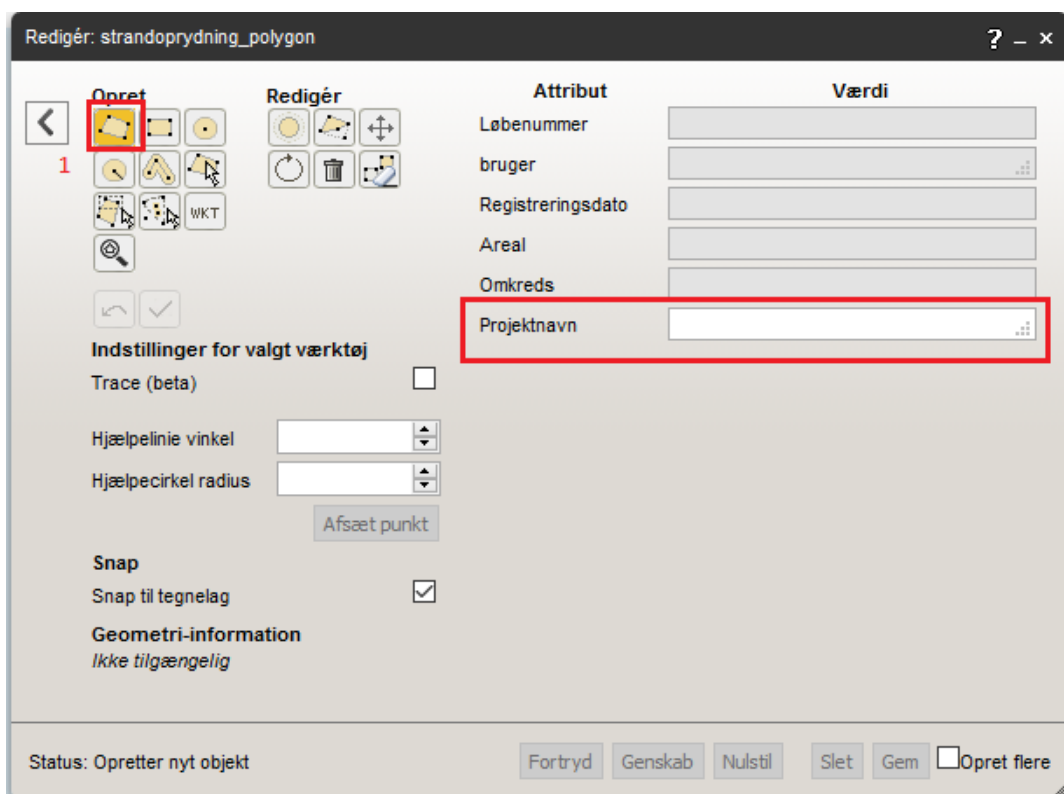 Redigér: strandoprydning_polygon
? – ×
Opret
Redigér
1
WKT
Indstillinger for valgt værktøj
Trace (beta)
Hjælpelinie vinkel
Hjælpecirkel radius
Afsæt punkt
Snap
Snap til tegnelag
Geometri-information
Ikke tilgængelig
Attribut Værdi
Løbenummer
bruger
Registreringsdato
Areal
Omkreds
Projektnavn
Status: Opretter nyt objekt
Fortryd Genskab Nulstil Slet Gem Opret flere